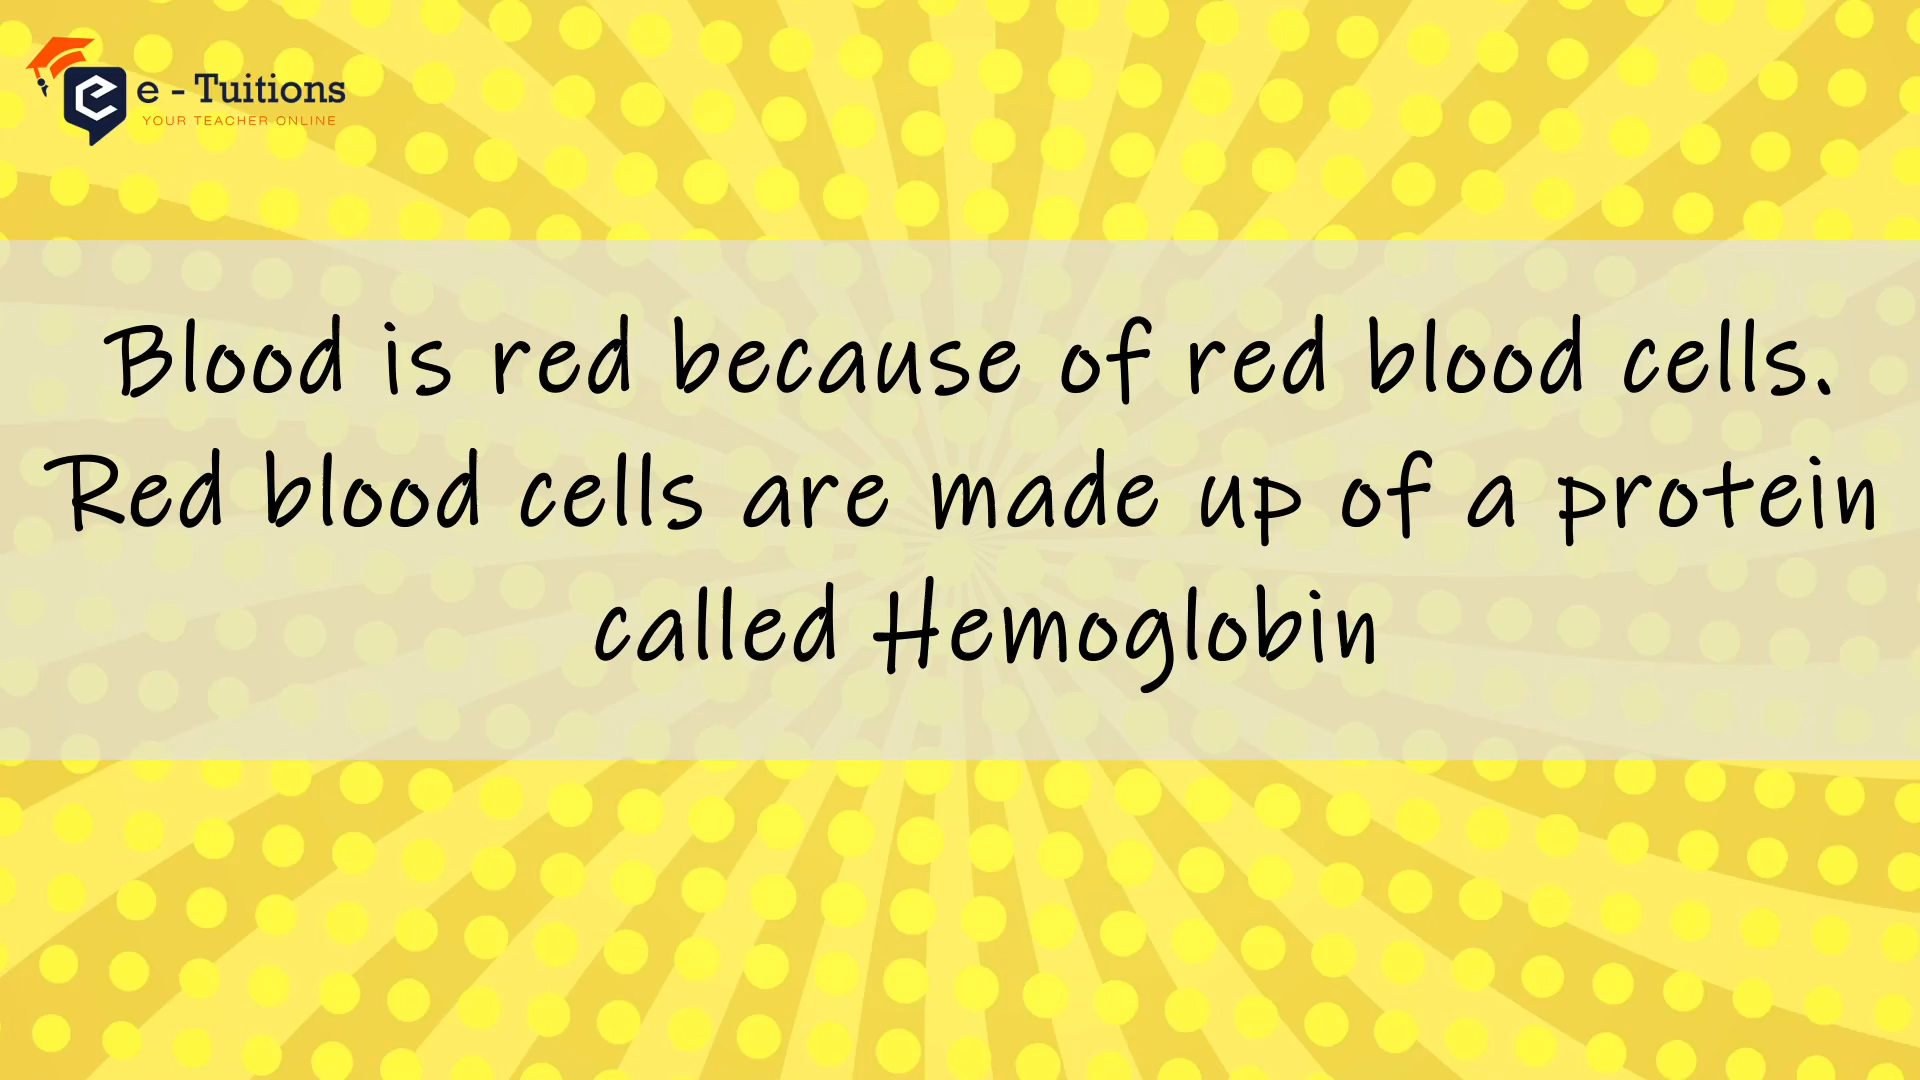 e - Tuitions
YOUR TEACHER ONLINE
Blood is red because of red blood cells.
Red blood cells are made up of a protein
called Hemoglobin